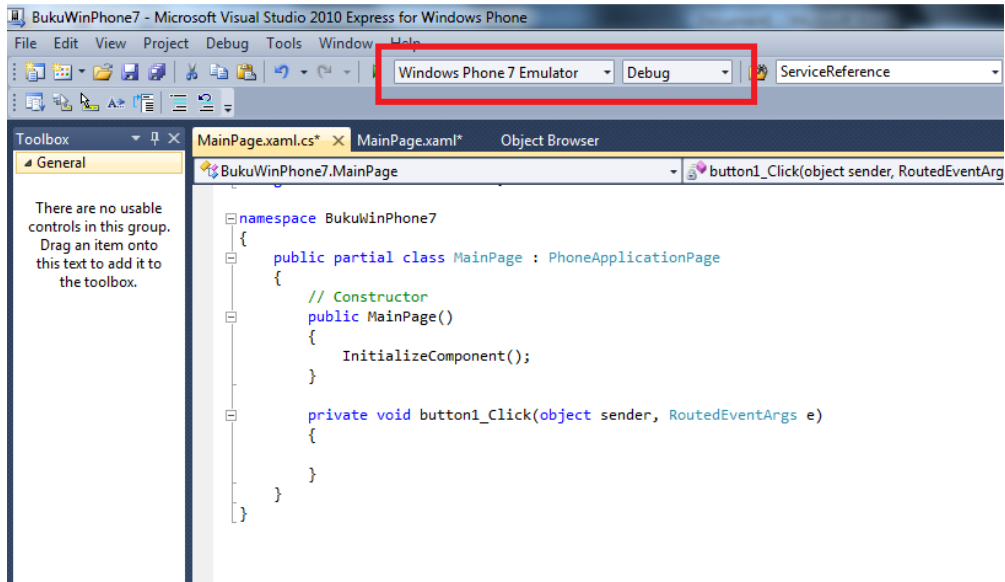 BukuWinPhone7 - Microsoft Visual Studio 2010 Express for Windows Phone
File Edit View Project Debug Tools Window Help
Windows Phone 7 Emulator Debug ServiceReference
Toolbox
MainPage.xaml.cs* MainPage.xaml* Object Browser
General
BukuWinPhone7.MainPage button1_Click(object sender, RoutedEventArg
There are no usable
controls in this group.
Drag an item onto
this text to add it to
the toolbox.
namespace BukuWinPhone7
{
public partial class MainPage : PhoneApplicationPage
{
// Constructor
public MainPage()
{
InitializeComponent();
}
private void button1_Click(object sender, RoutedEventArgs e)
{
}
}
}